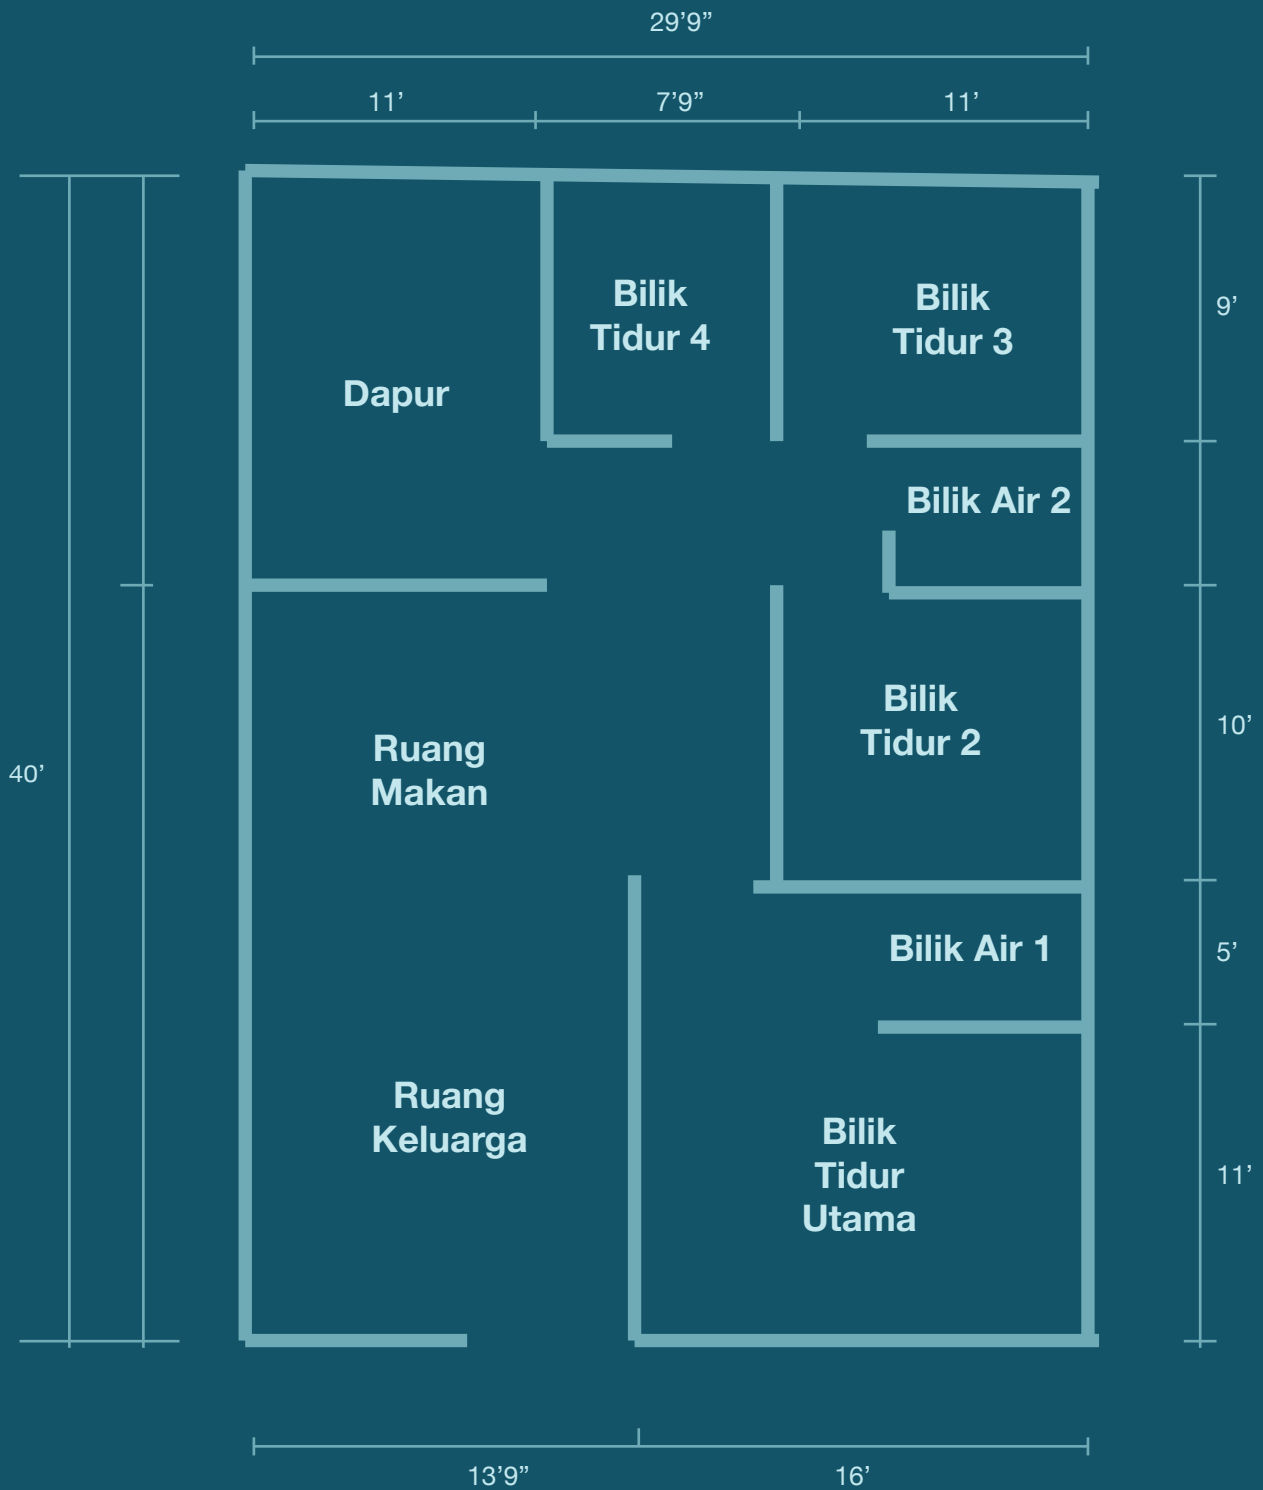 29’9”
11’
7’9”
11’
Bilik
Tidur 4
Bilik
Tidur 3
9’
Dapur
Bilik Air 2
Bilik
Tidur 2
10’
Ruang
Makan
40’
Bilik Air 1
5’
Ruang
Keluarga
Bilik
Tidur
Utama
11’
13’9”
16’